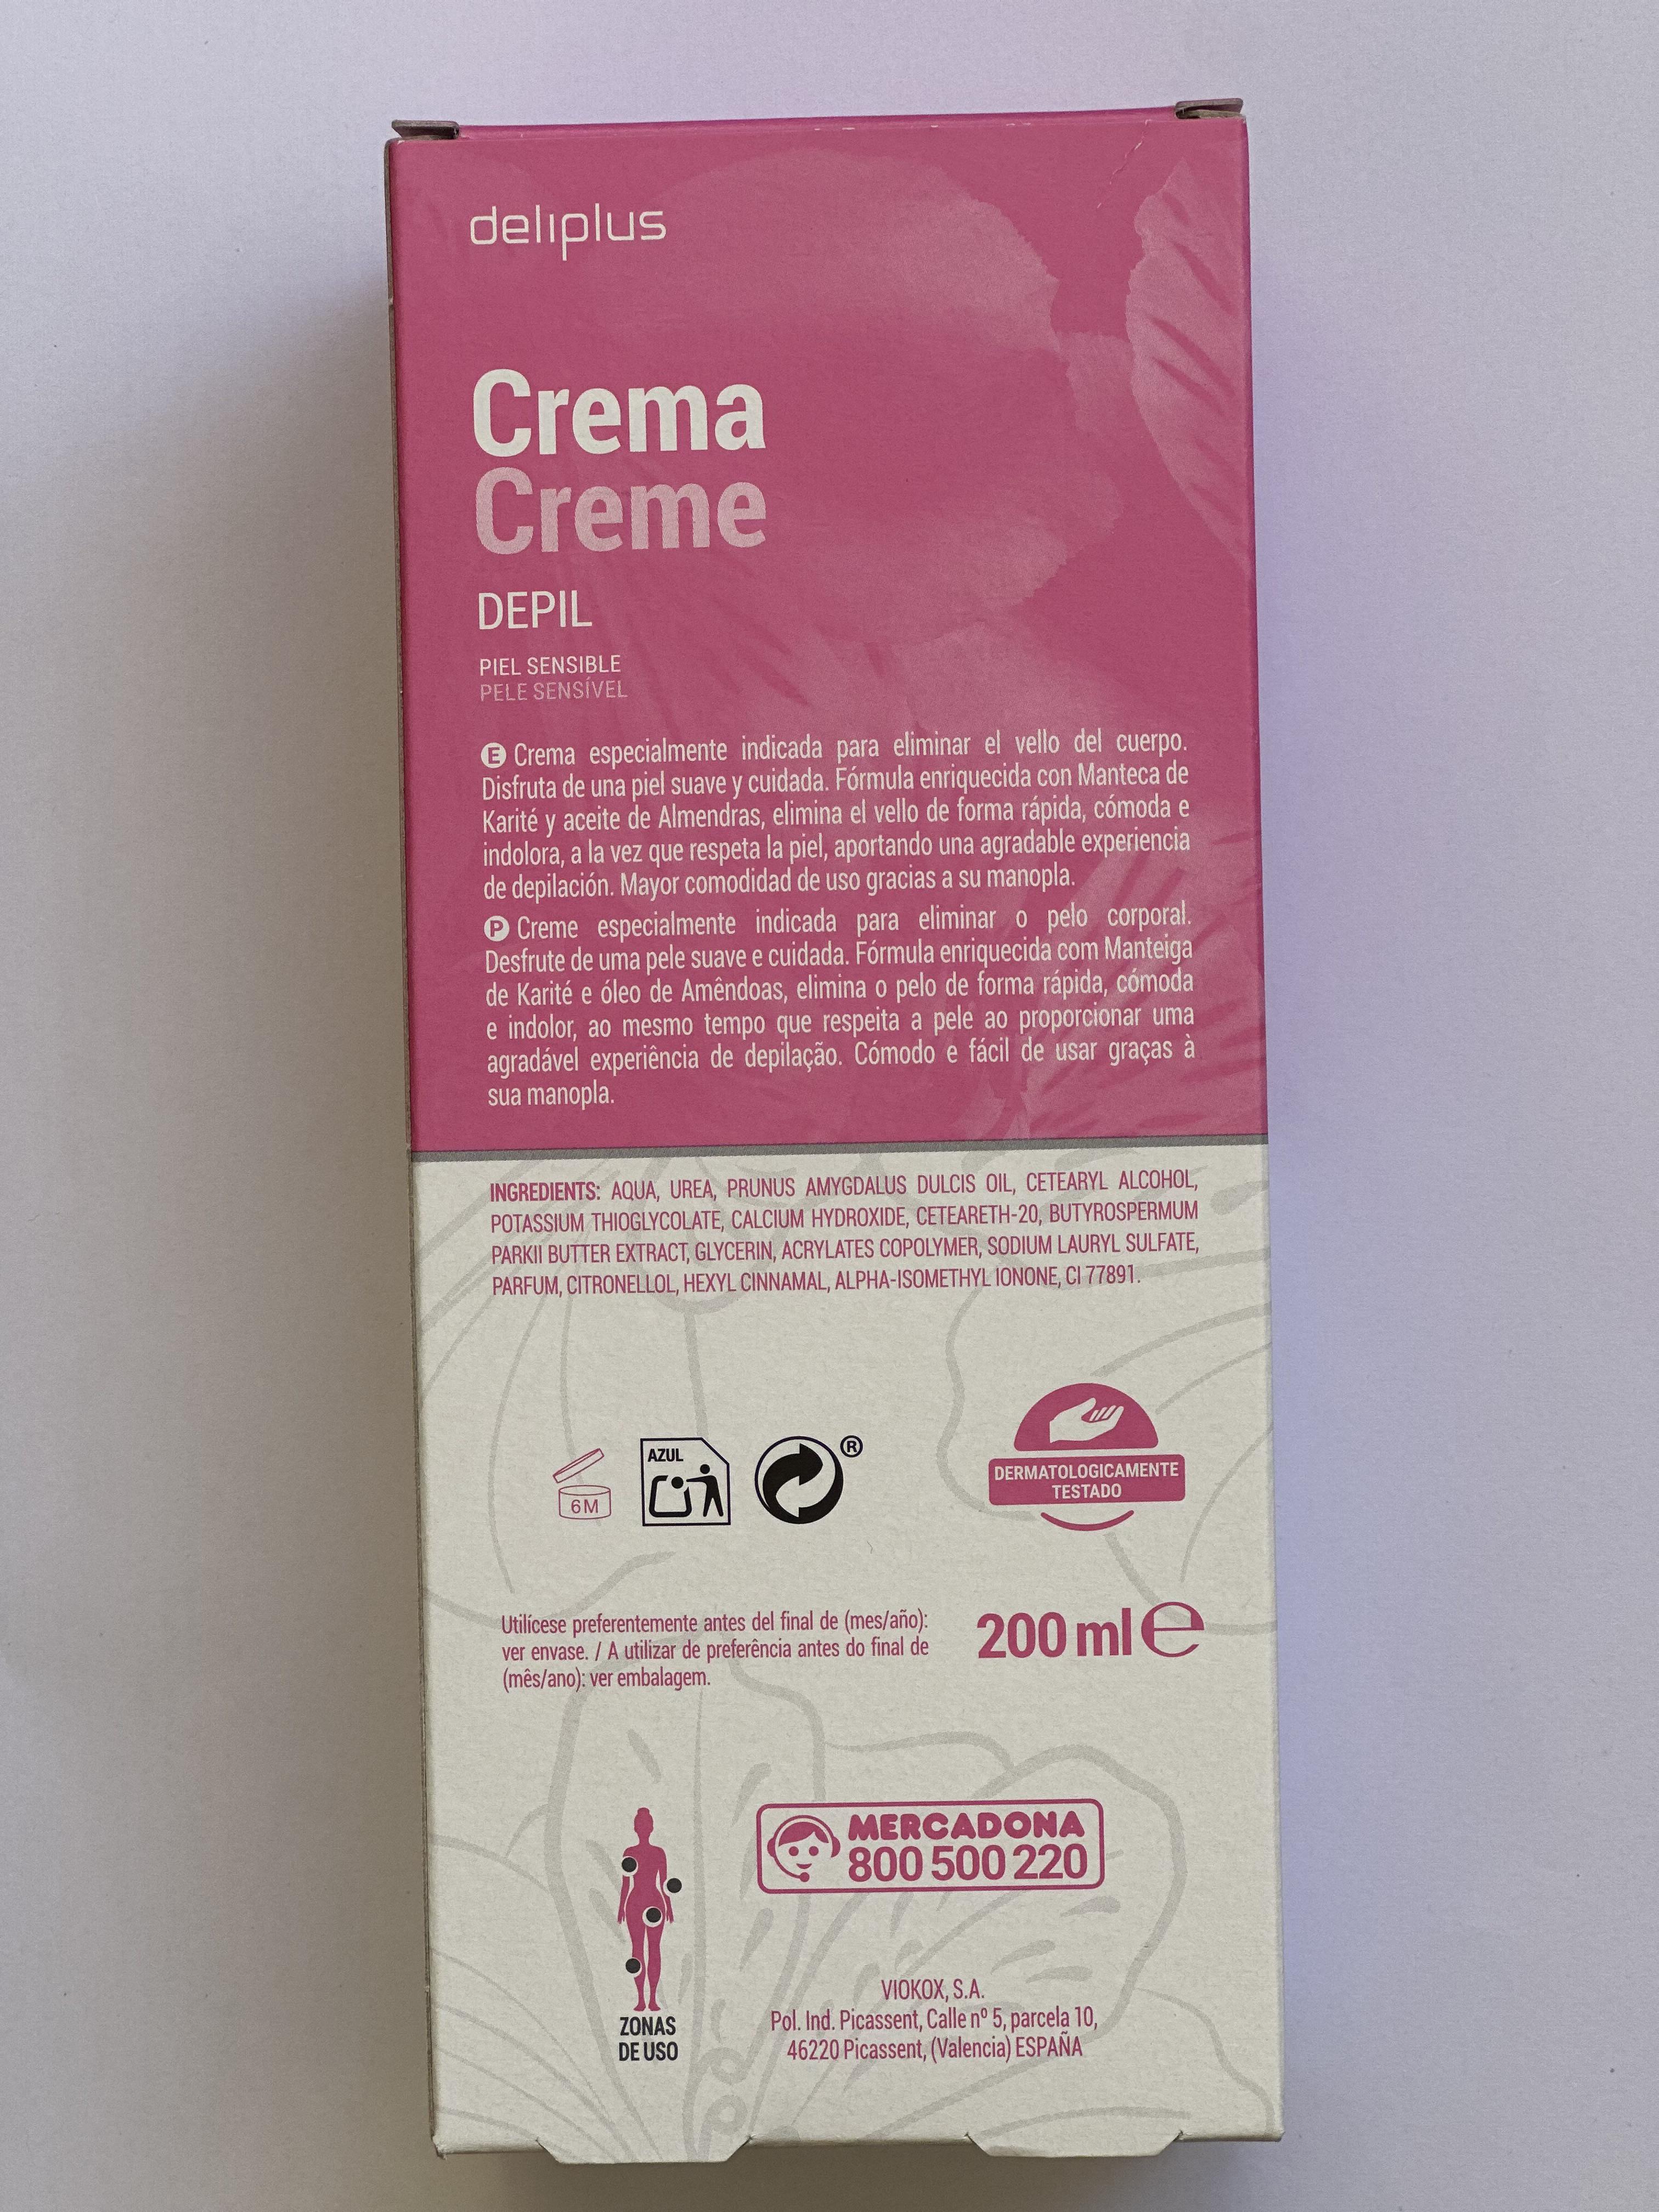 deliplus
Crema
Creme
DEPIL
PIEL SENSIBLE
PELE SENSÍVEL
E Crema especialmente indicada para eliminar el vello del cuerpo.
Disfruta de una piel suave y cuidada. Fórmula enriquecida con Manteca de
Karité y aceite de Almendras, elimina el vello de forma rápida, cómoda e
indolora, a la vez que respeta la piel, aportando una agradable experiencia
de depilación. Mayor comodidad de uso gracias a su manopla.
P Creme especialmente indicada para eliminar o pelo corporal.
Desfrute de uma pele suave e cuidada. Fórmula enriquecida com Manteiga
de Karité e óleo de Amêndoas, elimina o pelo de forma rápida, cómoda
e indolor, ao mesmo tempo que respeita a pele ao proporcionar uma
agradável experiência de depilação. Cómodo e fácil de usar graças à
sua manopla.
INGREDIENTS: AQUA, UREA, PRUNUS AMYGDALUS DULCIS OIL, CETEARYL ALCOHOL,
POTASSIUM THIOGLYCOLATE, CALCIUM HYDROXIDE, CETEARETH-20, BUTYROSPERMUM
PARKII BUTTER EXTRACT, GLYCERIN, ACRYLATES COPOLYMER, SODIUM LAURYL SULFATE,
PARFUM, CITRONELLOL, HEXYL CINNAMAL, ALPHA-ISOMETHYL IONONE, CI 77891.
6M
AZUL
®
DERMATOLOGICAMENTE
TESTADO
Utilícese preferentemente antes del final de (mes/año):
ver envase. / A utilizar de preferência antes do final de
(mês/ano): ver embalagem.
200 ml e
MERCADONA
800 500 220
ZONAS
DE USO
VIOKOX, S.A.
Pol. Ind. Picassent, Calle nº 5, parcela 10,
46220 Picassent, (Valencia) ESPAÑA